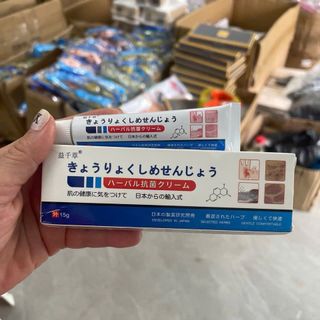 益千草®
きょうりょくしめせんじょう
ハーバル抗菌クリーム
益千草®
きょうりょくしめせんじょう
ハーバル抗菌クリーム
肌の健康に気をつけて 日本からの輸入式
15g
日本の製薬研究所発 厳選されたハーブ 優しくて快適
DEVELOPED IN JAPAN SELECTED HERBS GENTLE COMFORTABLE